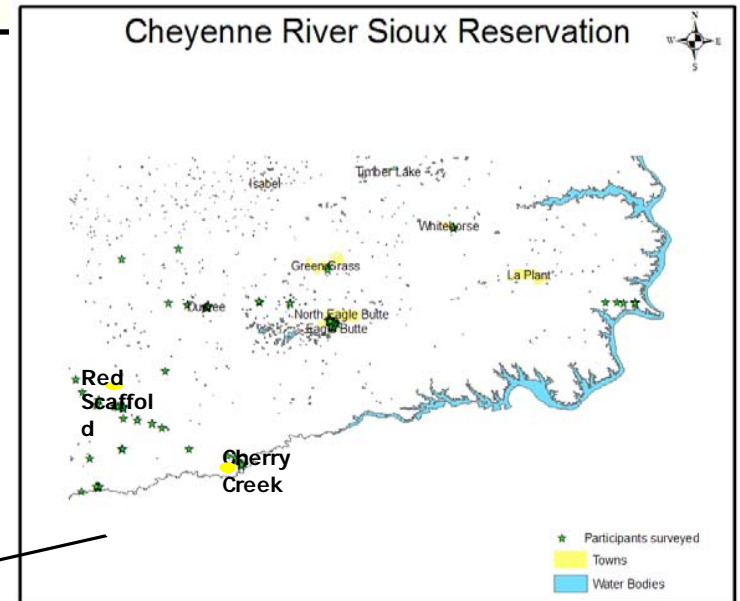 Cheyenne River Sioux Reservation
N
W
E
S
Timber Lake
Isabel
Whitehorse
Green Grass
La Plant
Dupree
North Eagle Butte
Eagle Butte
Red
Scaffol
d
Cherry
Creek
Participants surveyed
Towns
Water Bodies